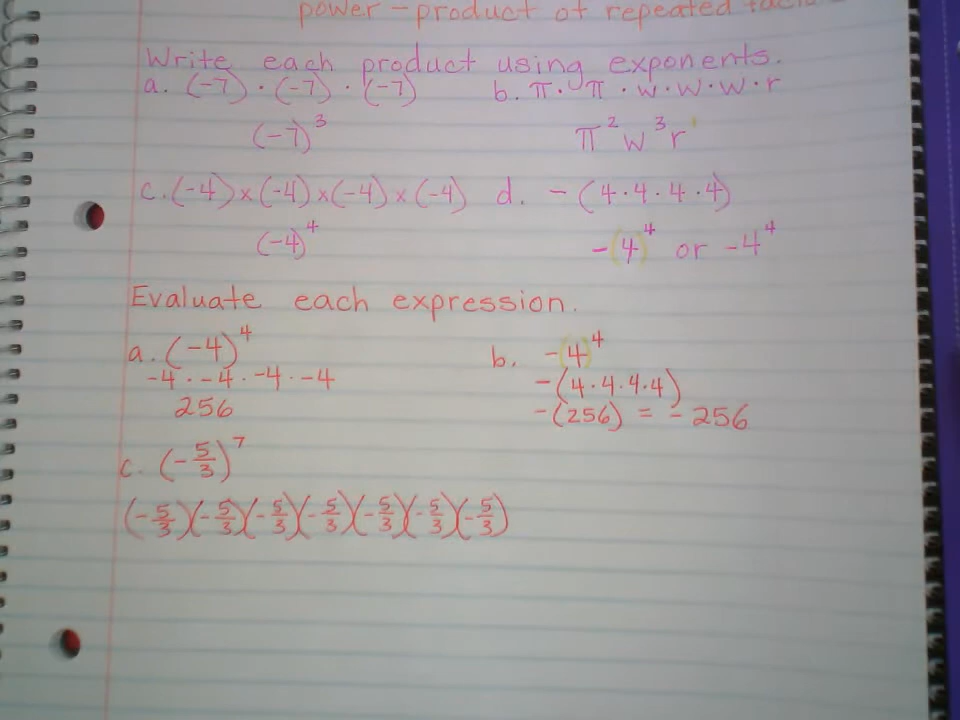 power - product of repeated
Write each product using exponents.
a. (-7) · (-7) · (-7) b. π · π · w · w · w · r
(-7)³ π²w³r¹
c. (-4) × (-4) × (-4) × (-4) d. - (4 · 4 · 4 · 4)
(-4)⁴ -(4)⁴ or -4⁴
Evaluate each expression.
a. (-4)⁴ b. -(4)⁴
-4 · -4 · -4 · -4 -(4 · 4 · 4 · 4)
256 -(256) = - 256
c. (-5/3)⁷
(-5/3)(-5/3)(-5/3)(-5/3)(-5/3)(-5/3)(-5/3)